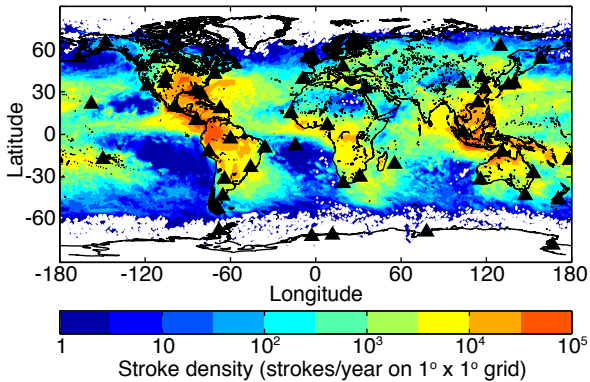 60
30
0
-30
-60
Latitude
-180 -120 -60 0 60 120 180
Longitude
1 10 10² 10³ 10⁴ 10⁵
Stroke density (strokes/year on 1° x 1° grid)